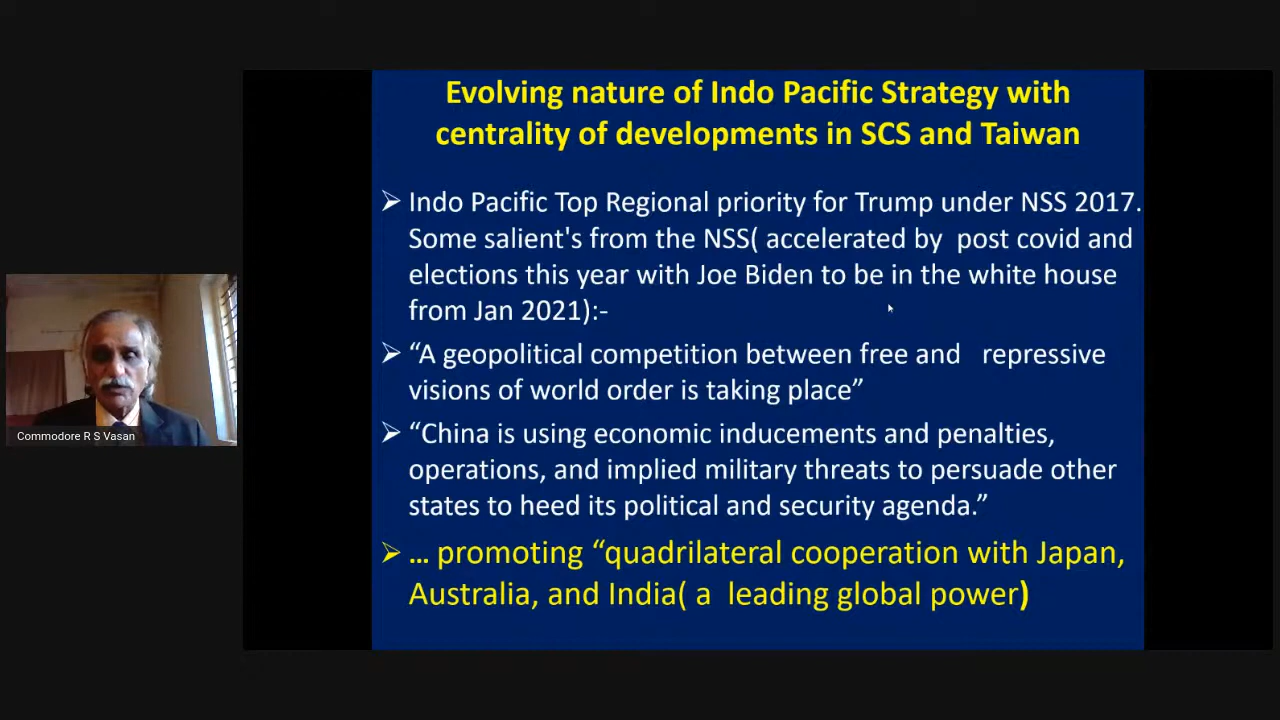 Evolving nature of Indo Pacific Strategy with
centrality of developments in SCS and Taiwan
➢ Indo Pacific Top Regional priority for Trump under NSS 2017.
Some salient's from the NSS( accelerated by post covid and
elections this year with Joe Biden to be in the white house
from Jan 2021):-
➢ “A geopolitical competition between free and repressive
visions of world order is taking place”
➢ “China is using economic inducements and penalties,
operations, and implied military threats to persuade other
states to heed its political and security agenda.”
➢ … promoting “quadrilateral cooperation with Japan,
Australia, and India( a leading global power)
Commodore R S Vasan